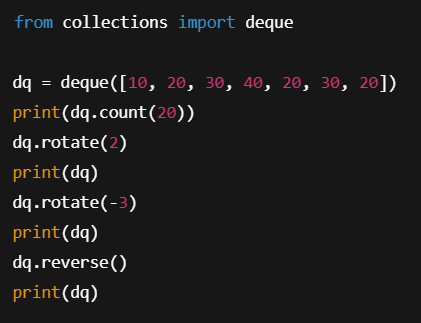 from collections import deque
dq = deque([10, 20, 30, 40, 20, 30, 20])
print(dq.count(20))
dq.rotate(2)
print(dq)
dq.rotate(-3)
print(dq)
dq.reverse()
print(dq)